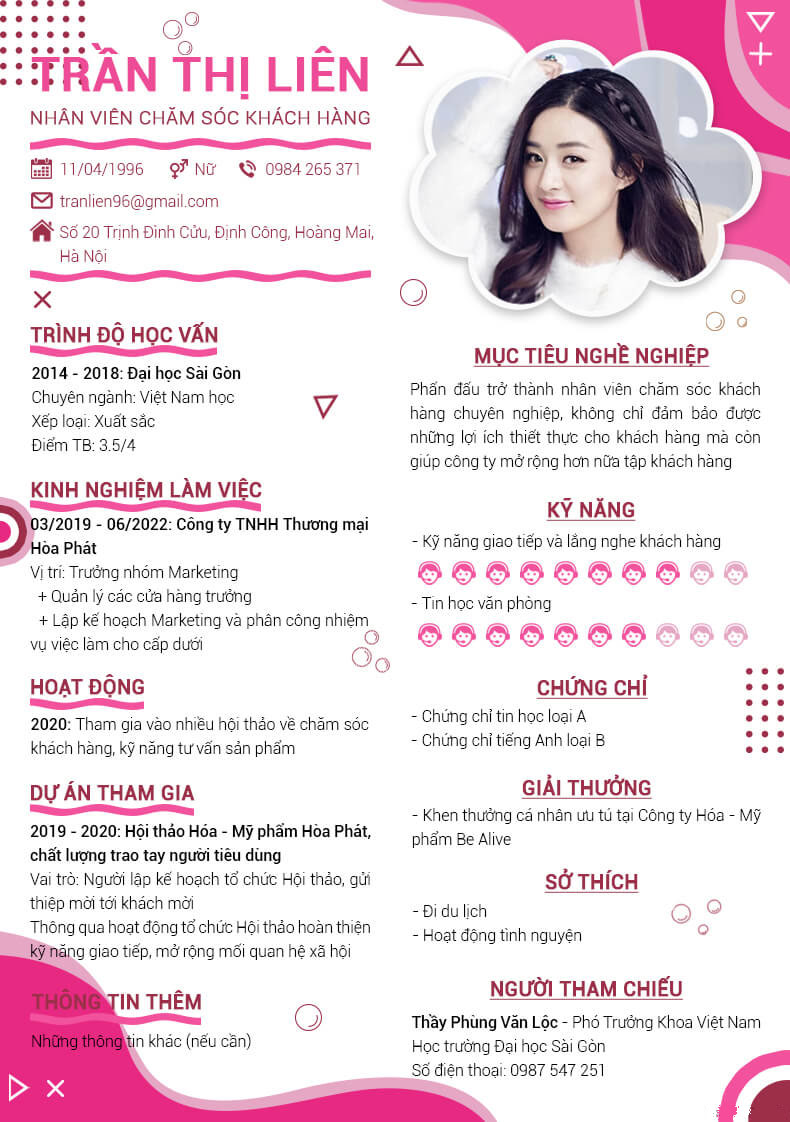 TRẦN THỊ LIÊN
NHÂN VIÊN CHĂM SÓC KHÁCH HÀNG
11/04/1996 Nữ 0984 265 371
tranlien96@gmail.com
Số 20 Trịnh Đình Cửu, Định Công, Hoàng Mai,
Hà Nội
TRÌNH ĐỘ HỌC VẤN
2014 - 2018: Đại học Sài Gòn
Chuyên ngành: Việt Nam học
Xếp loại: Xuất sắc
Điểm TB: 3.5/4
KINH NGHIỆM LÀM VIỆC
03/2019 - 06/2022: Công ty TNHH Thương mại
Hòa Phát
Vị trí: Trưởng nhóm Marketing
+ Quản lý các cửa hàng trưởng
+ Lập kế hoạch Marketing và phân công nhiệm
vụ việc làm cho cấp dưới
HOẠT ĐỘNG
2020: Tham gia vào nhiều hội thảo về chăm sóc
khách hàng, kỹ năng tư vấn sản phẩm
DỰ ÁN THAM GIA
2019 - 2020: Hội thảo Hóa - Mỹ phẩm Hòa Phát,
chất lượng trao tay người tiêu dùng
Vai trò: Người lập kế hoạch tổ chức Hội thảo, gửi
thiệp mời tới khách mời
Thông qua hoạt động tổ chức Hội thảo hoàn thiện
kỹ năng giao tiếp, mở rộng mối quan hệ xã hội
THÔNG TIN THÊM
Những thông tin khác (nếu cần)
MỤC TIÊU NGHỀ NGHIỆP
Phấn đấu trở thành nhân viên chăm sóc khách
hàng chuyên nghiệp, không chỉ đảm bảo được
những lợi ích thiết thực cho khách hàng mà còn
giúp công ty mở rộng hơn nữa tập khách hàng
KỸ NĂNG
- Kỹ năng giao tiếp và lắng nghe khách hàng
- Tin học văn phòng
CHỨNG CHỈ
- Chứng chỉ tin học loại A
- Chứng chỉ tiếng Anh loại B
GIẢI THƯỞNG
- Khen thưởng cá nhân ưu tú tại Công ty Hóa - Mỹ
phẩm Be Alive
SỞ THÍCH
- Đi du lịch
- Hoạt động tình nguyện
NGƯỜI THAM CHIẾU
Thầy Phùng Văn Lộc - Phó Trưởng Khoa Việt Nam
Học trường Đại học Sài Gòn
Số điện thoại: 0987 547 251